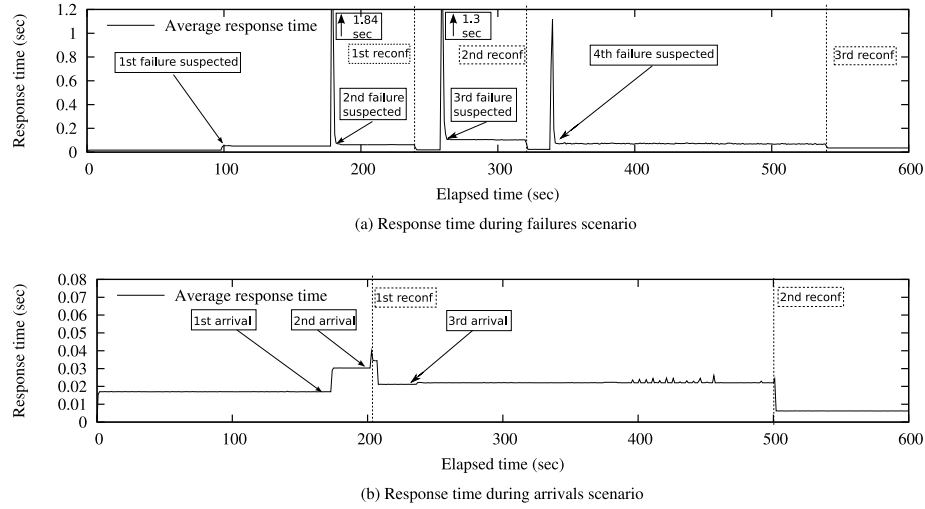 Response time (sec)
1.2
1
0.8
0.6
0.4
0.2
0
Average response time
1.84
sec
1.3
sec
1st reconf
2nd reconf
3rd reconf
1st failure suspected
2nd failure
suspected
3rd failure
suspected
4th failure suspected
0 100 200 300 400 500 600
Elapsed time (sec)
(a) Response time during failures scenario
Response time (sec)
0.08
0.07
0.06
0.05
0.04
0.03
0.02
0.01
0
Average response time
1st reconf
2nd reconf
1st arrival
2nd arrival
3rd arrival
0 100 200 300 400 500 600
Elapsed time (sec)
(b) Response time during arrivals scenario